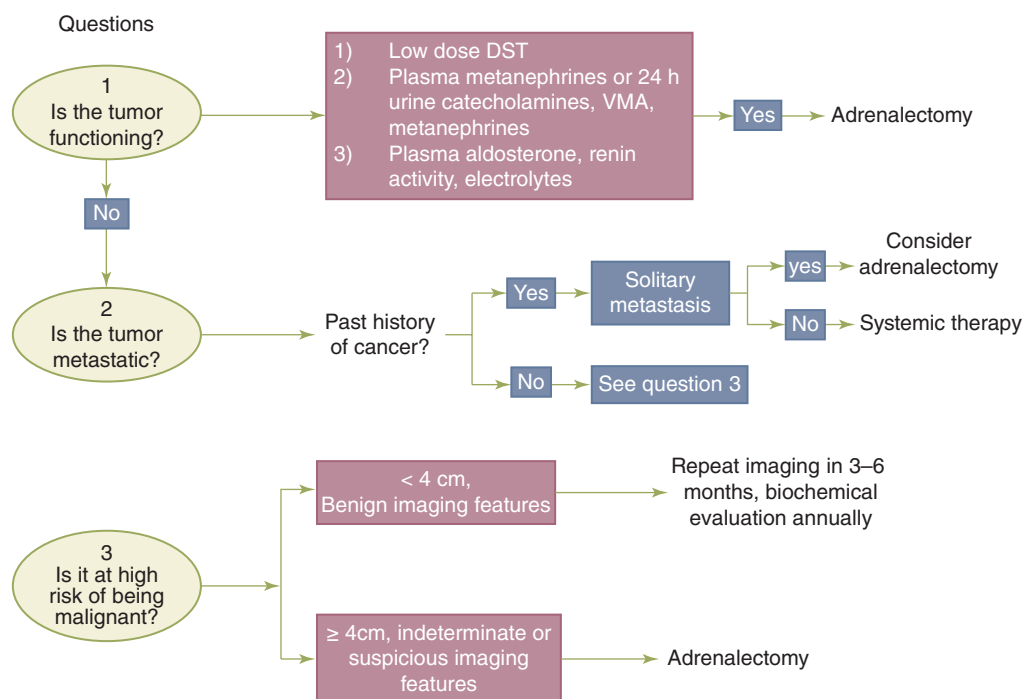 Questions
1
Is the tumor
functioning?
1) Low dose DST
2) Plasma metanephrines or 24 h
urine catecholamines, VMA,
metanephrines
3) Plasma aldosterone, renin
activity, electrolytes
Yes
Adrenalectomy
No
2
Is the tumor
metastatic?
Past history
of cancer?
Yes
Solitary
metastasis
yes
Consider
adrenalectomy
No
Systemic therapy
No
See question 3
3
Is it at high
risk of being
malignant?
< 4 cm,
Benign imaging features
Repeat imaging in 3–6
months, biochemical
evaluation annually
≥ 4cm, indeterminate or
suspicious imaging
features
Adrenalectomy